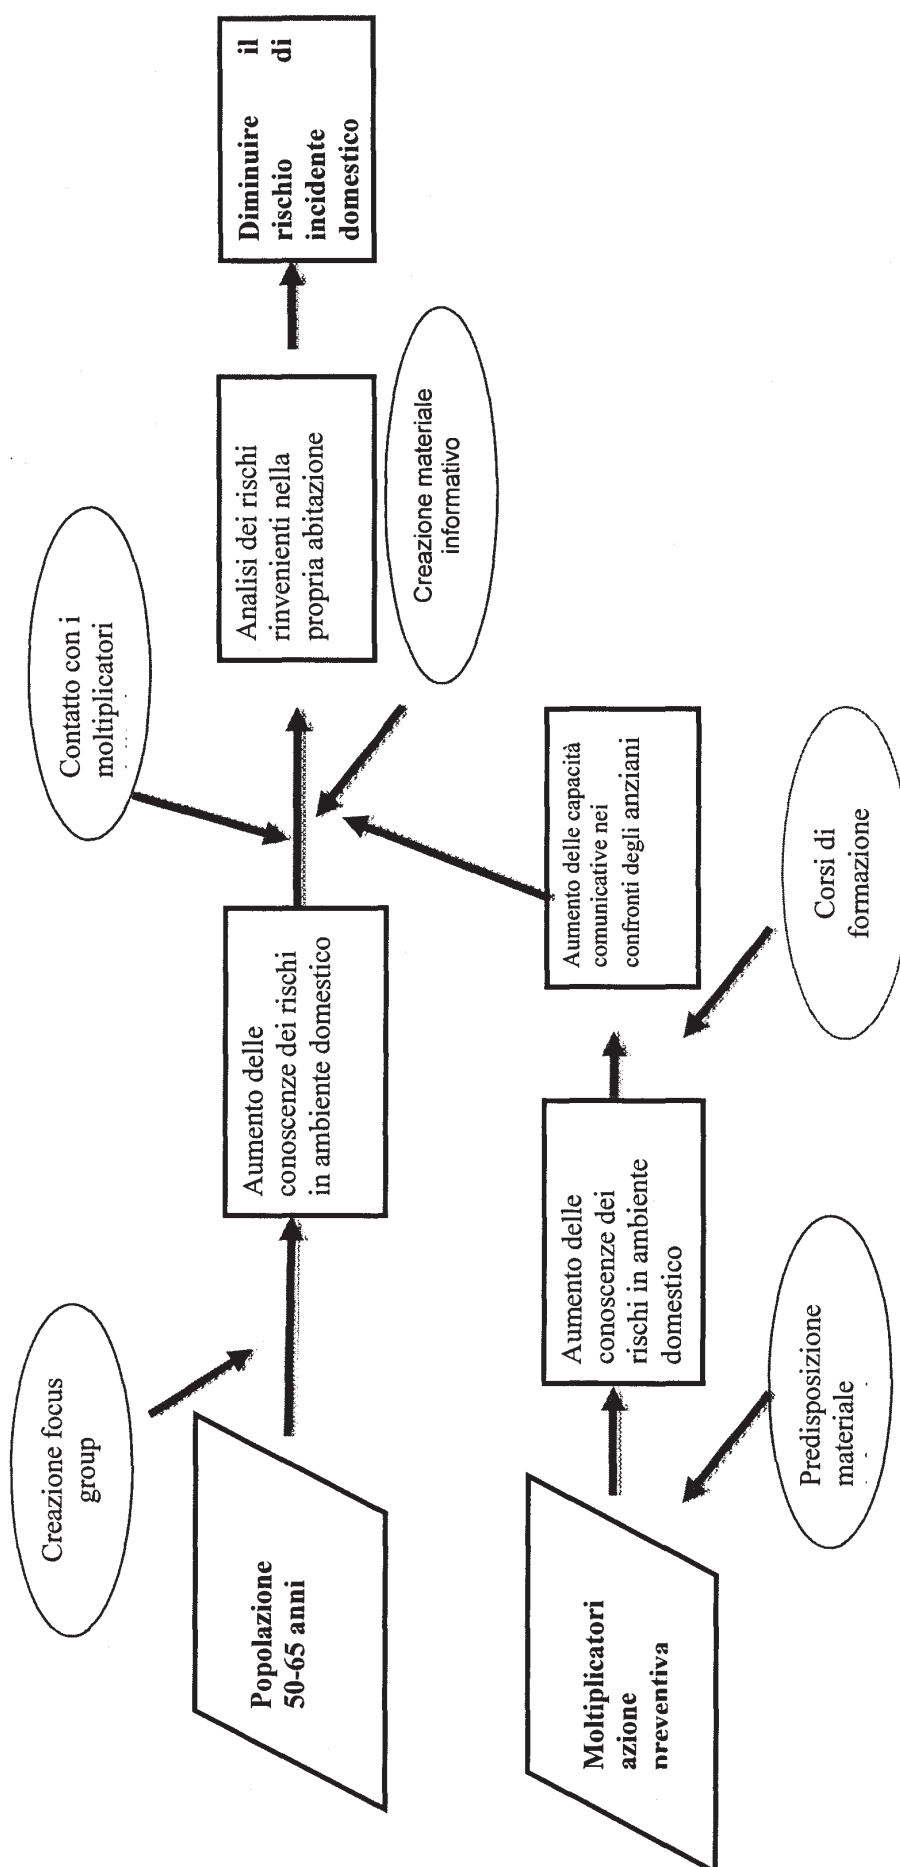 Creazione focus
group
Contatto con i
moltiplicatori
Popolazione
50-65 anni
Aumento delle
conoscenze dei rischi
in ambiente domestico
Analisi dei rischi
rinvenienti nella
propria abitazione
Diminuire il
rischio di
incidente
domestico
Creazione materiale
informativo
Moltiplicatori
azione
nreventiva
Aumento delle
conoscenze dei
rischi in ambiente
domestico
Aumento delle capacità
comunicative nei
confronti degli anziani
Predisposizione
materiale
Corsi di
formazione